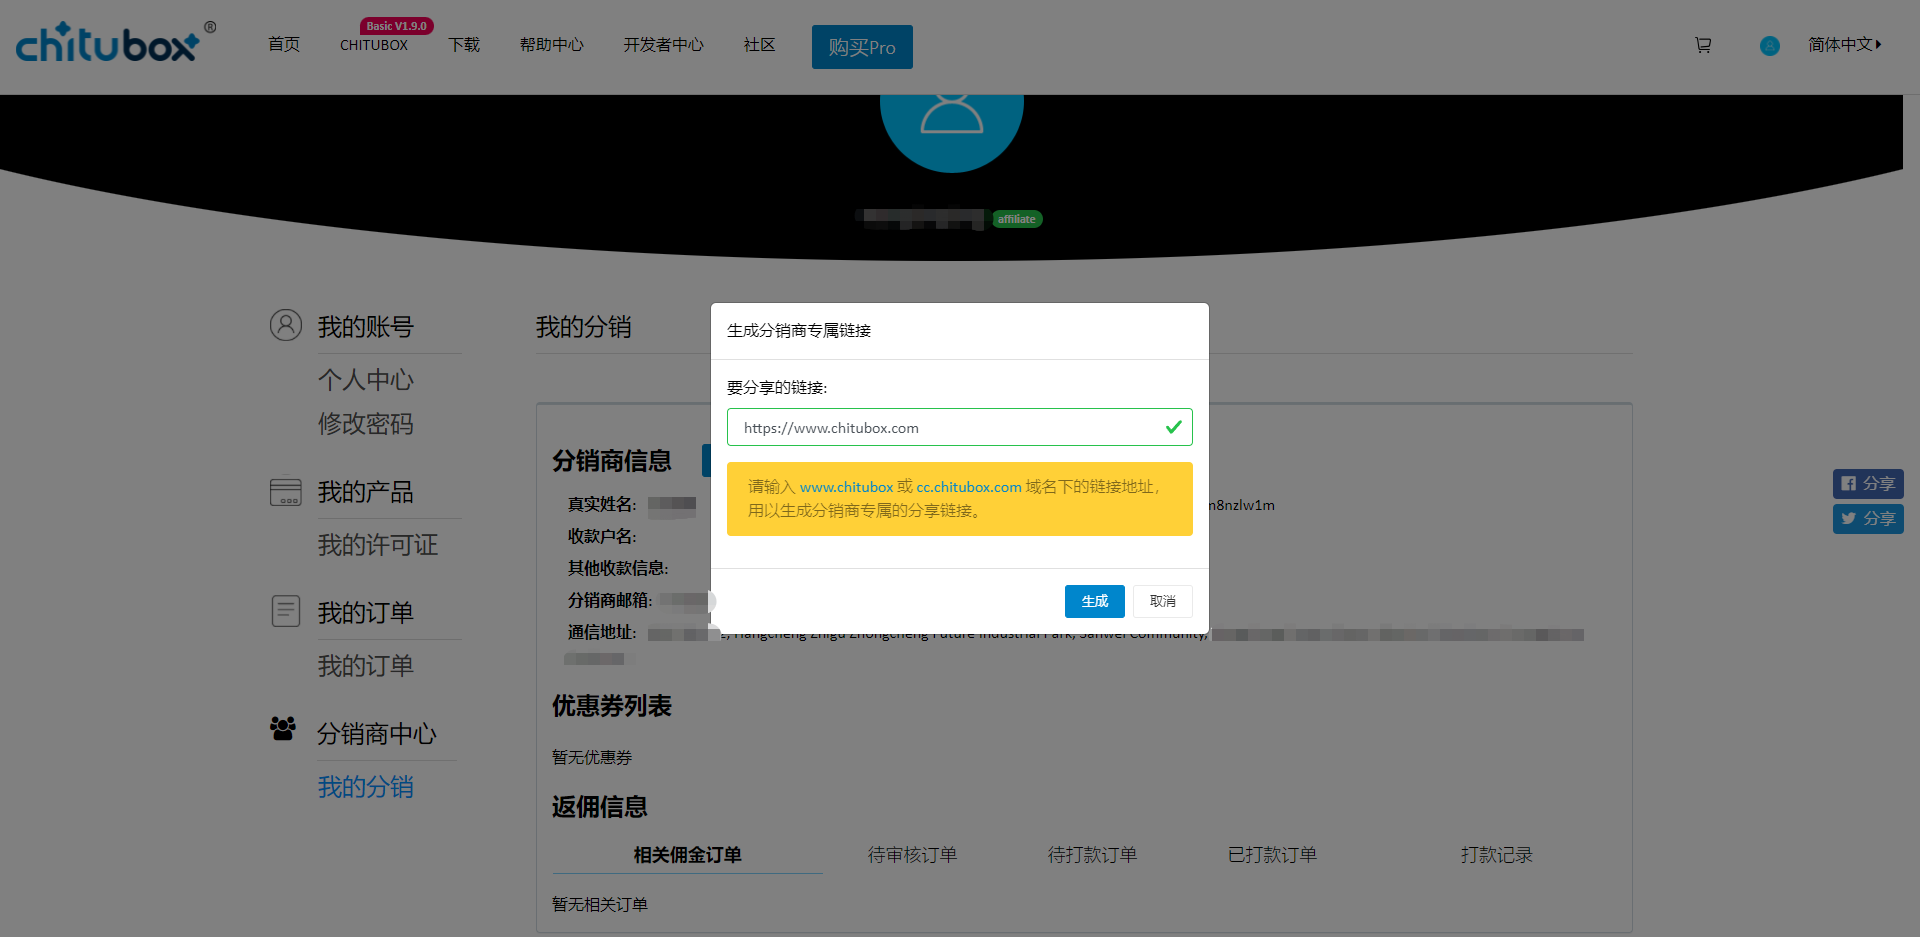 chitubox ®
首页
Basic V1.9.0
CHITUBOX
下载
帮助中心
开发者中心
社区
购买Pro
简体中文
affiliate
我的账号
个人中心
修改密码
我的产品
我的许可证
我的订单
我的订单
分销商中心
我的分销
我的分销
生成分销商专属链接
要分享的链接:
https://www.chitubox.com
请输入 www.chitubox 或 cc.chitubox.com 域名下的链接地址，
用以生成分销商专属的分享链接。
生成
取消
分销商信息
真实姓名:
m8nzlw1m
收款户名:
其他收款信息:
分销商邮箱:
通信地址: Hangcheng Zhigu Zhongcheng Future Industrial Park, Sanwei Community,
优惠券列表
暂无优惠券
返佣信息
相关佣金订单
待审核订单
待打款订单
已打款订单
打款记录
暂无相关订单
分享
分享